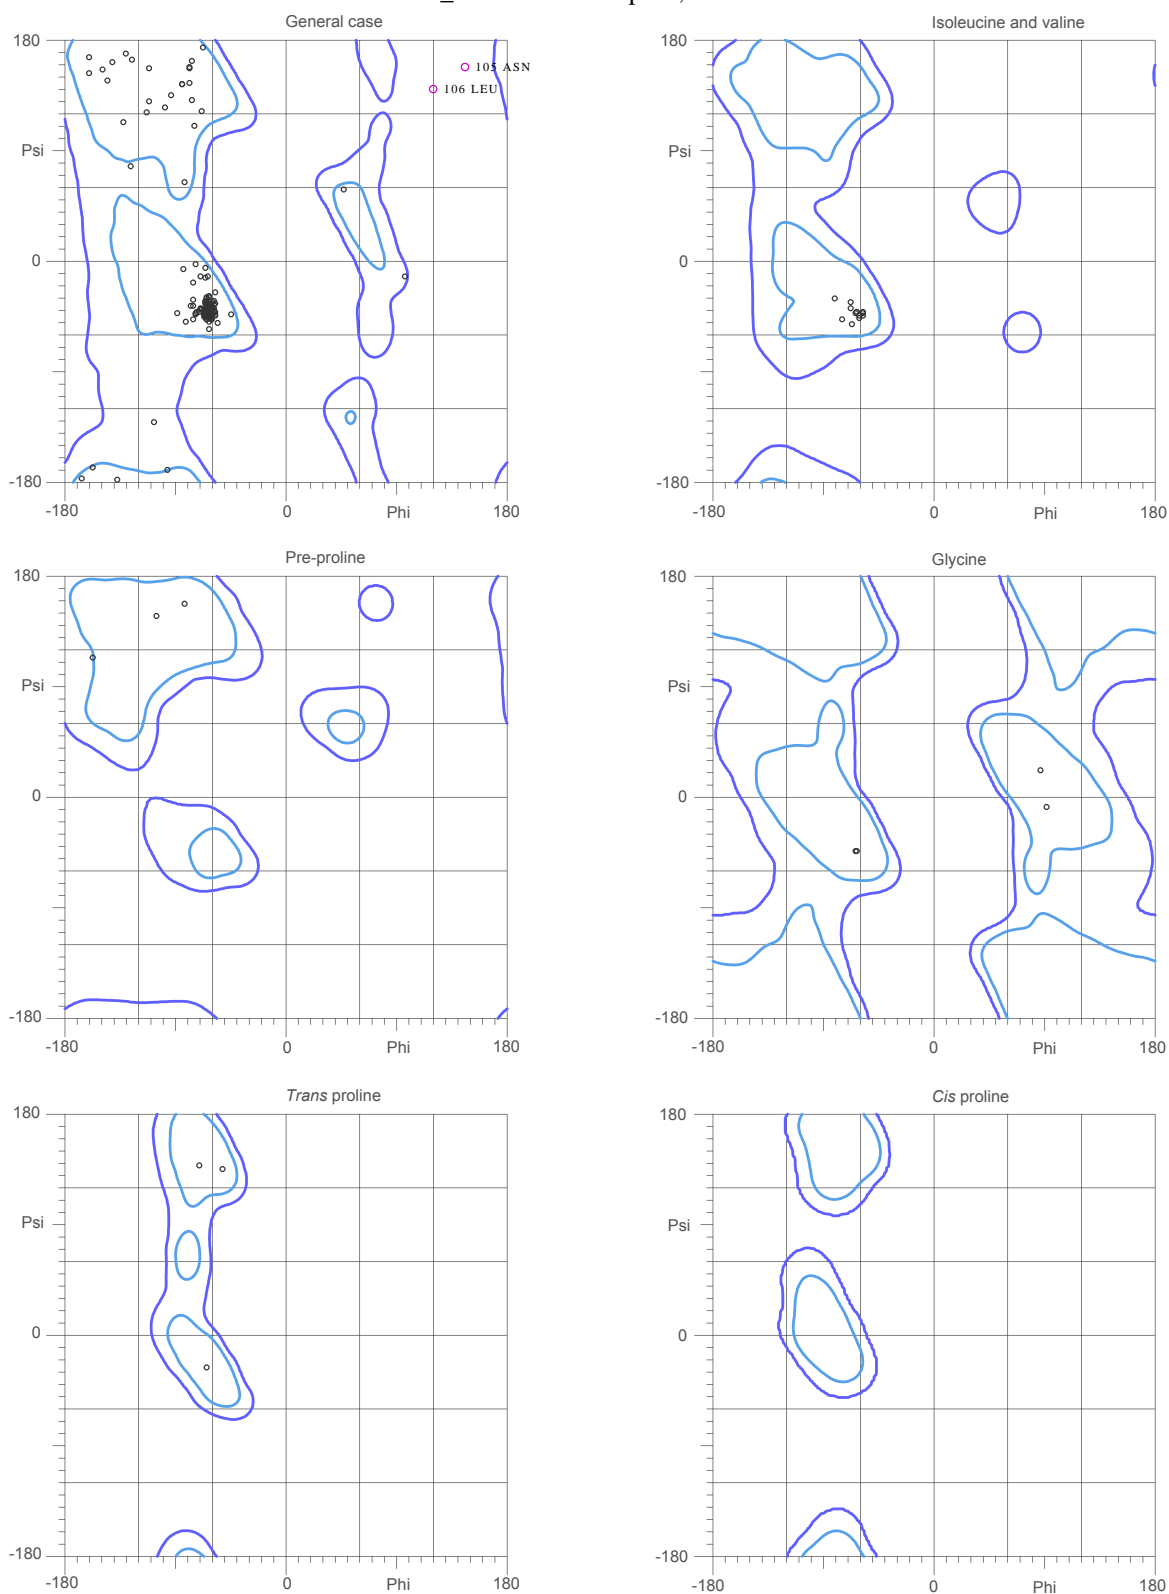 General case
Isoleucine and valine
180
105 ASN
106 LEU
Psi
0
-180
-180
0
Phi
180
180
Psi
0
-180
-180
0
Phi
180
Pre-proline
Glycine
180
Psi
0
-180
-180
0
Phi
180
180
Psi
0
-180
-180
0
Phi
180
Trans proline
Cis proline
180
Psi
0
-180
-180
0
Phi
180
180
Psi
0
-180
-180
0
Phi
180